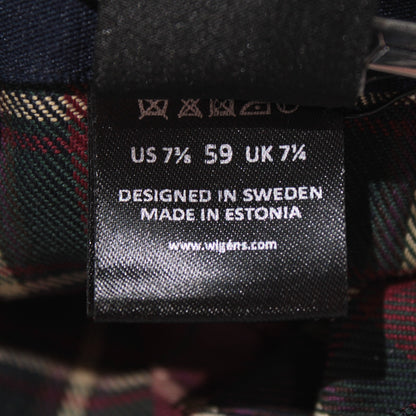 US 7⅜ 59 UK 7¼
DESIGNED IN SWEDEN
MADE IN ESTONIA
www.wigens.com